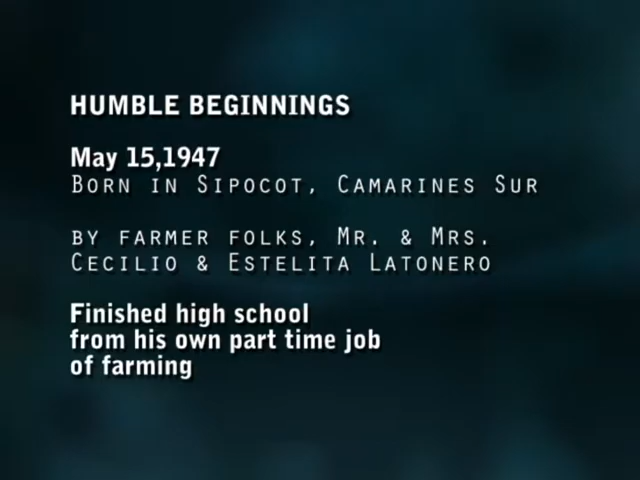 HUMBLE BEGINNINGS
May 15,1947
BORN IN SIPOCOT, CAMARINES SUR
BY FARMER FOLKS, MR. & MRS.
CECILIO & ESTELITA LATONERO
Finished high school
from his own part time job
of farming